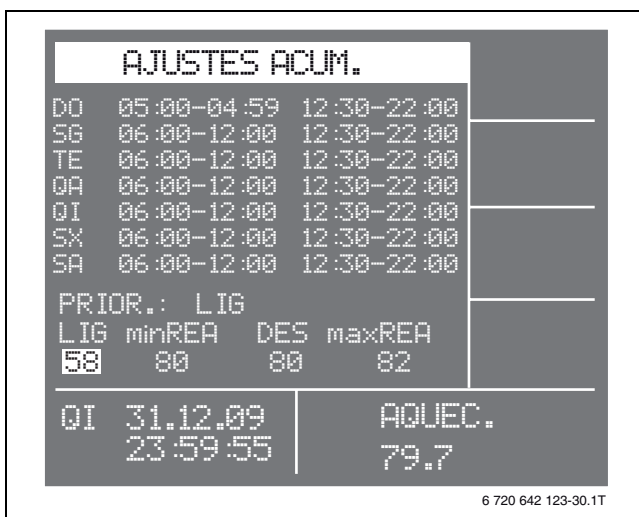 AJUSTES ACUM.
DO 05:00-04:59 12:30-22:00
SG 06:00-12:00 12:30-22:00
TE 06:00-12:00 12:30-22:00
QA 06:00-12:00 12:30-22:00
QI 06:00-12:00 12:30-22:00
SX 06:00-12:00 12:30-22:00
SA 06:00-12:00 12:30-22:00
PRIOR.: LIG
LIG minREA DES maxREA
58 80 80 82
QI 31.12.09
23:59:55
AQUEC.
79.7
6 720 642 123-30.1T